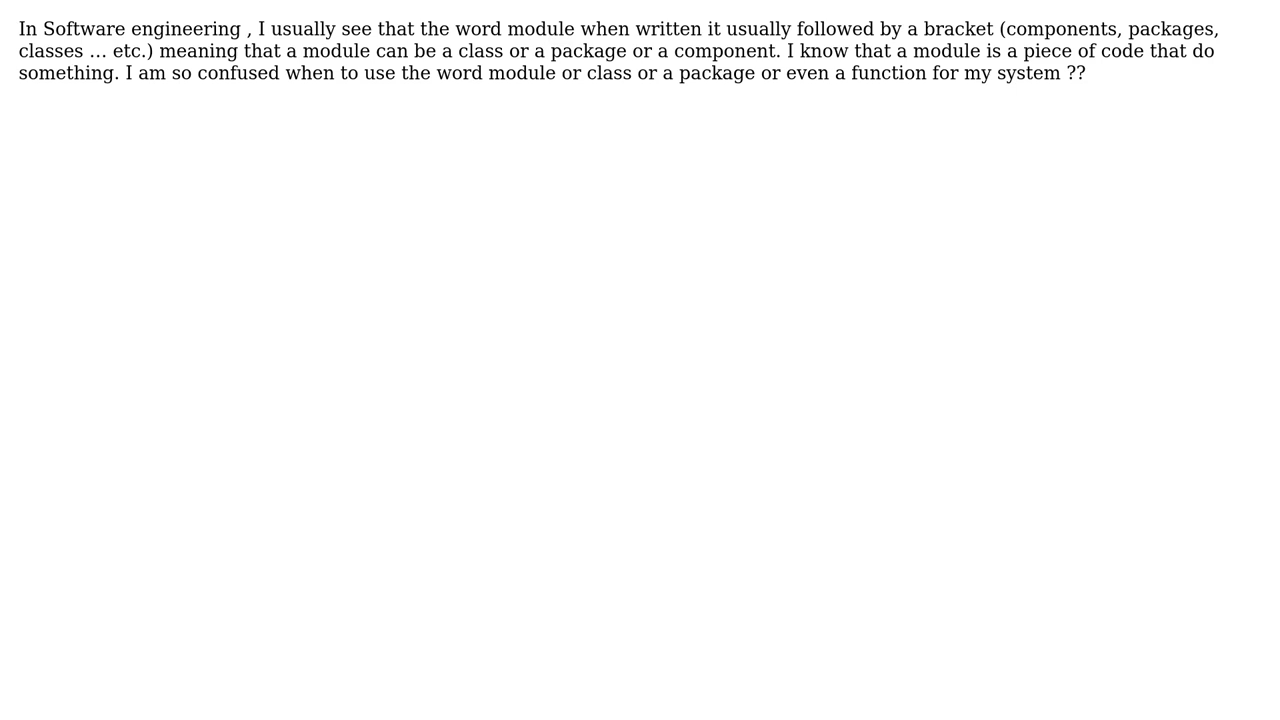 In Software engineering , I usually see that the word module when written it usually followed by a bracket (components, packages,
classes ... etc.) meaning that a module can be a class or a package or a component. I know that a module is a piece of code that do
something. I am so confused when to use the word module or class or a package or even a function for my system ??